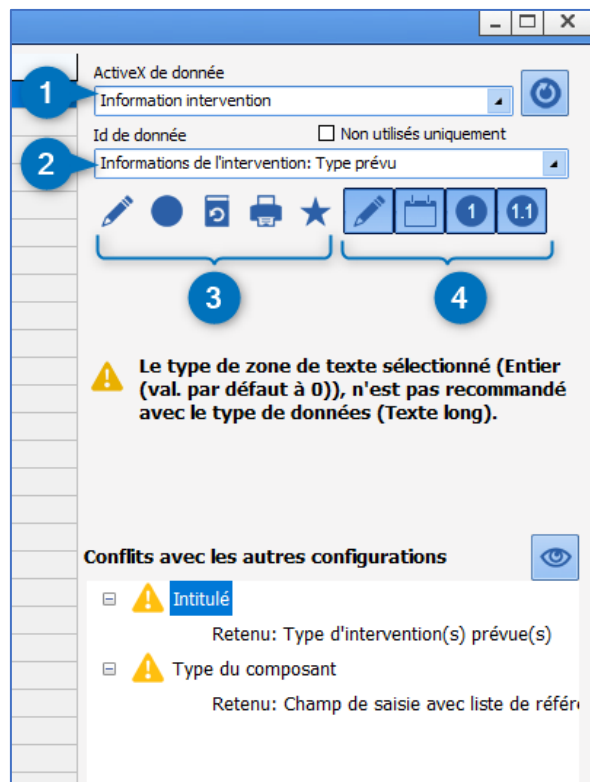 ActiveX de donnée
1
Information intervention
Id de donnée
Non utilisés uniquement
2
Informations de l'intervention: Type prévu
1
1.1
3
4
Le type de zone de texte sélectionné (Entier
(val. par défaut à 0)), n'est pas recommandé
avec le type de données (Texte long).
Conflits avec les autres configurations
Intitulé
Retenu: Type d'intervention(s) prévue(s)
Type du composant
Retenu: Champ de saisie avec liste de référ